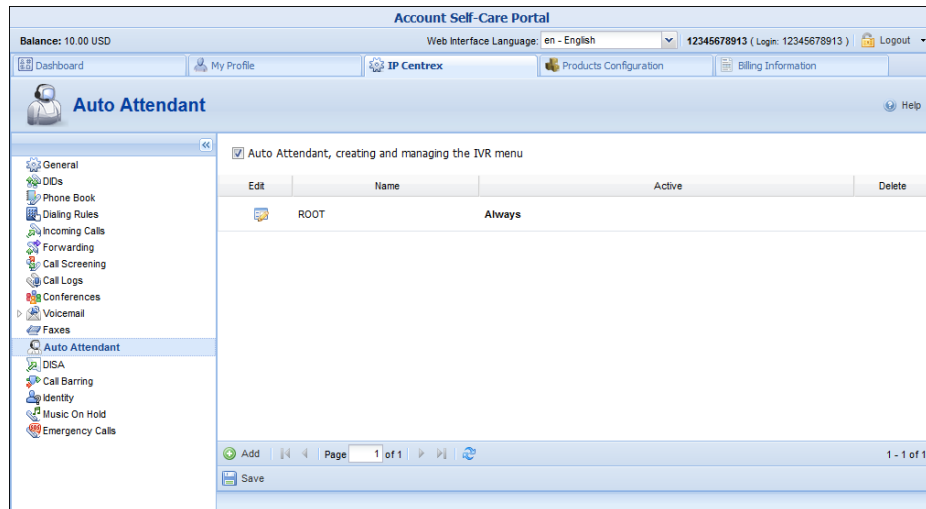 Account Self-Care Portal
Balance: 10.00 USD Web Interface Language: en - English 12345678913 ( Login: 12345678913 ) Logout
Dashboard My Profile IP Centrex Products Configuration Billing Information
Auto Attendant Help
General
DIDs
Phone Book
Dialing Rules
Incoming Calls
Forwarding
Call Screening
Call Logs
Conferences
Voicemail
Faxes
Auto Attendant
DISA
Call Barring
Identity
Music On Hold
Emergency Calls
Auto Attendant, creating and managing the IVR menu
Edit Name Active Delete
ROOT Always
Add Page 1 of 1 1 - 1 of 1
Save